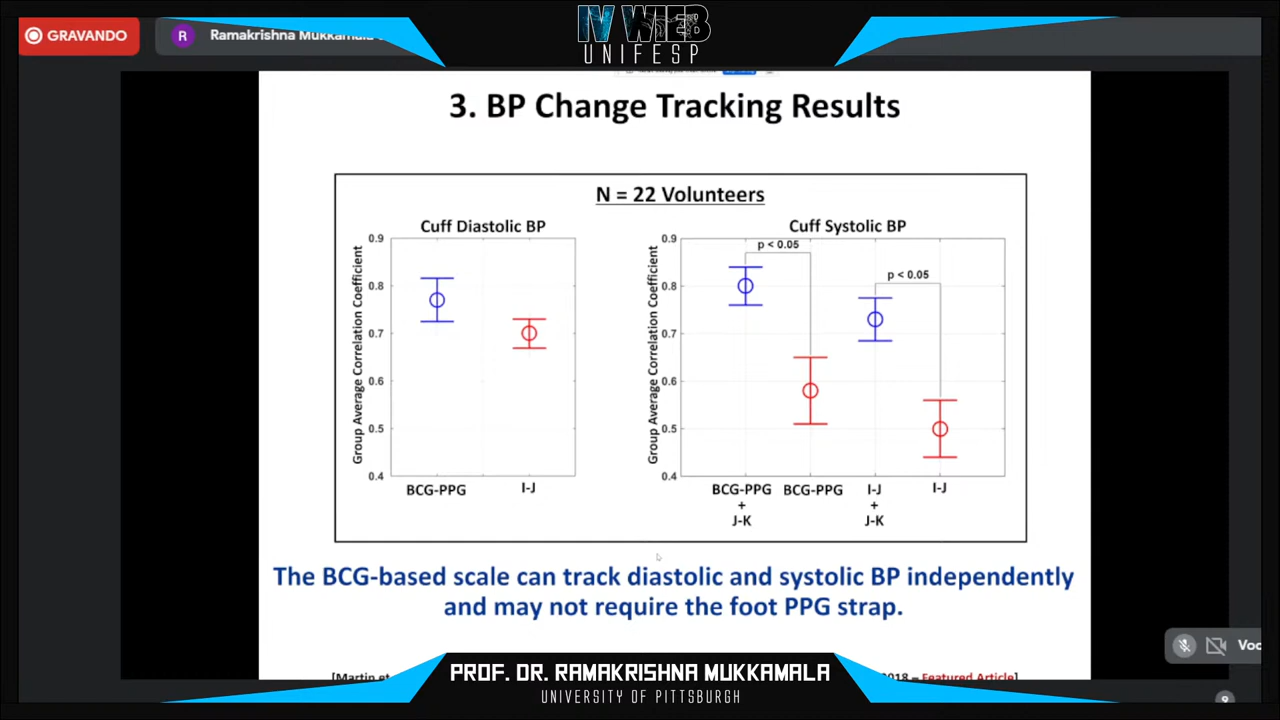 GRAVANDO
R
Ramakrishna Mukkamala
IV WEB
UNIFESP
3. BP Change Tracking Results
N = 22 Volunteers
Cuff Diastolic BP
Group Average Correlation Coefficient
0.9
0.8
0.7
0.6
0.5
0.4
BCG-PPG
I-J
Cuff Systolic BP
Group Average Correlation Coefficient
0.9
0.8
0.7
0.6
0.5
0.4
p < 0.05
p < 0.05
BCG-PPG
+
J-K
BCG-PPG
I-J
+
J-K
I-J
The BCG-based scale can track diastolic and systolic BP independently
and may not require the foot PPG strap.
[Martin et
2018 – Featured Article]
Voc
PROF. DR. RAMAKRISHNA MUKKAMALA
UNIVERSITY OF PITTSBURGH